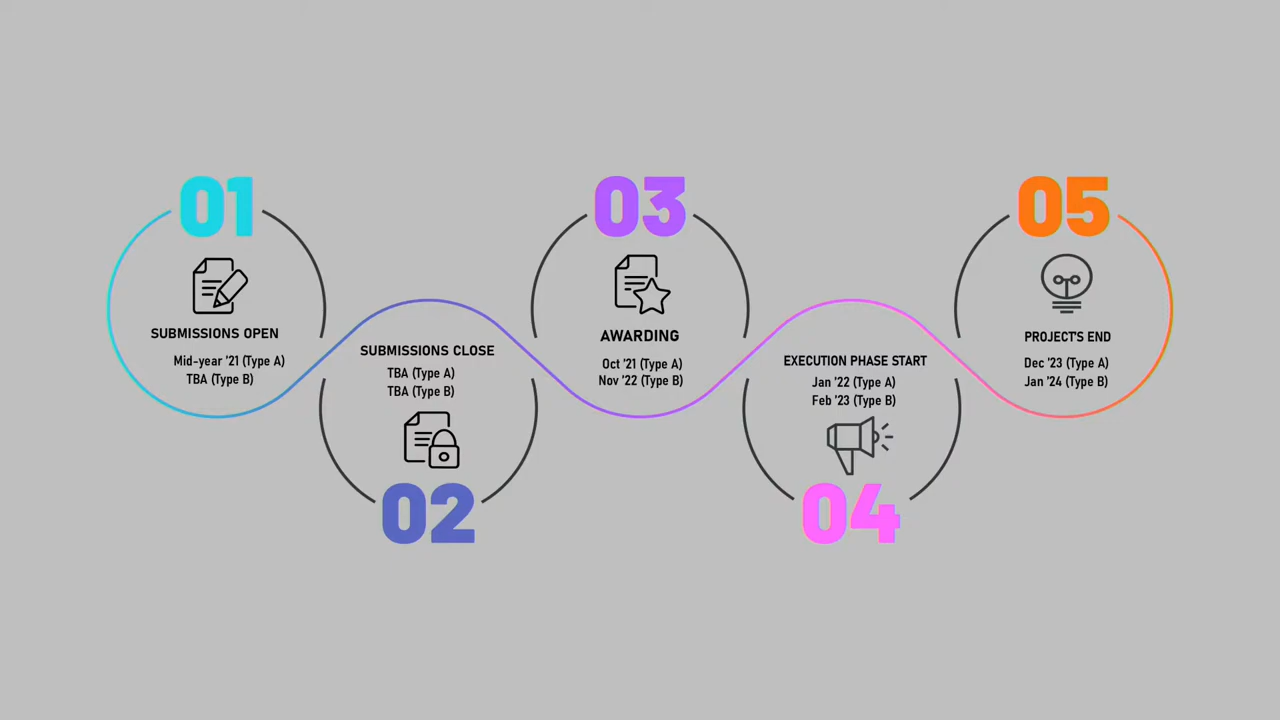 01
SUBMISSIONS OPEN
Mid-year '21 (Type A)
TBA (Type B)
SUBMISSIONS CLOSE
TBA (Type A)
TBA (Type B)
02
03
AWARDING
Oct '21 (Type A)
Nov '22 (Type B)
EXECUTION PHASE START
Jan '22 (Type A)
Feb '23 (Type B)
04
05
PROJECT'S END
Dec '23 (Type A)
Jan '24 (Type B)